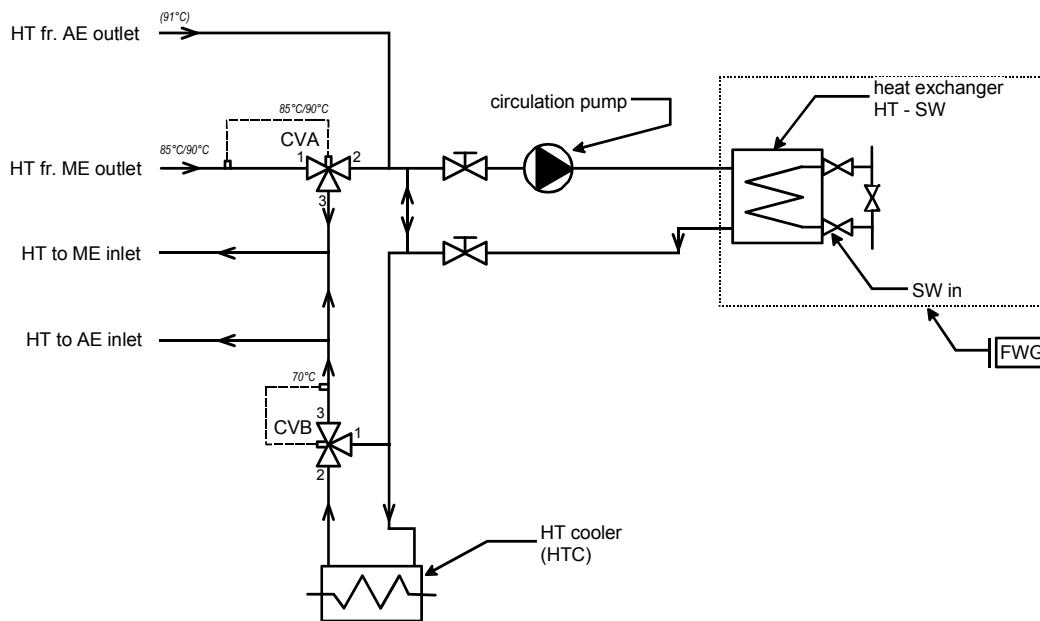 (91°C)
HT fr. AE outlet
heat exchanger
HT - SW
circulation pump
85°C/90°C
CVA
85°C/90°C
1
2
HT fr. ME outlet
3
HT to ME inlet
SW in
HT to AE inlet
FWG
70°C
3
CVB
1
2
HT cooler
(HTC)